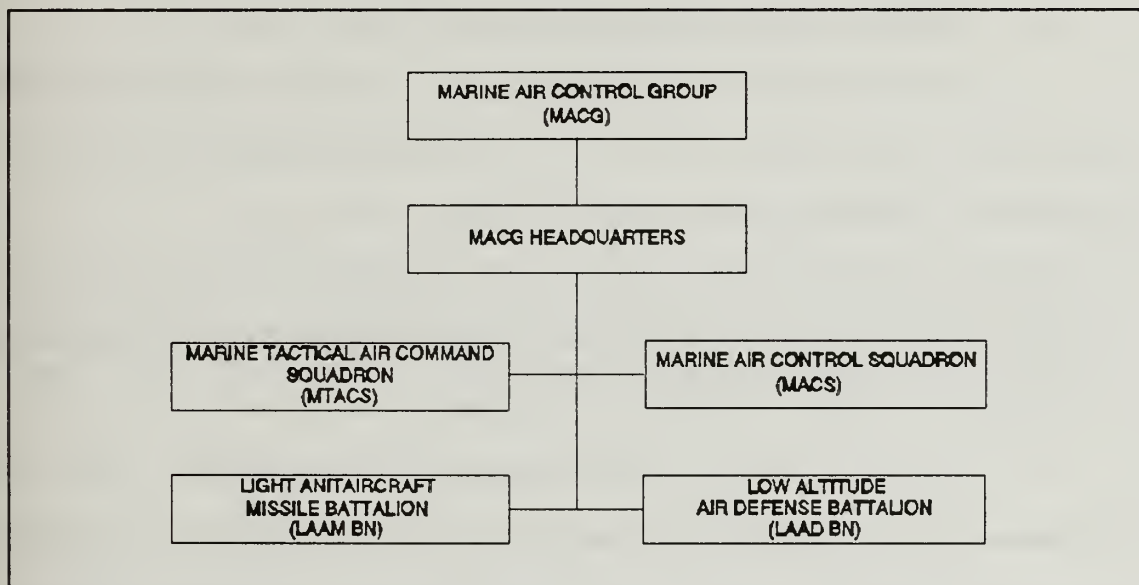 MARINE AIR CONTROL GROUP
(MACG)
MACG HEADQUARTERS
MARINE TACTICAL AIR COMMAND
SQUADRON
(MTACS)
MARINE AIR CONTROL SQUADRON
(MACS)
LIGHT ANITAIRCRAFT
MISSILE BATTALION
(LAAM BN)
LOW ALTITUDE
AIR DEFENSE BATTALION
(LAAD BN)